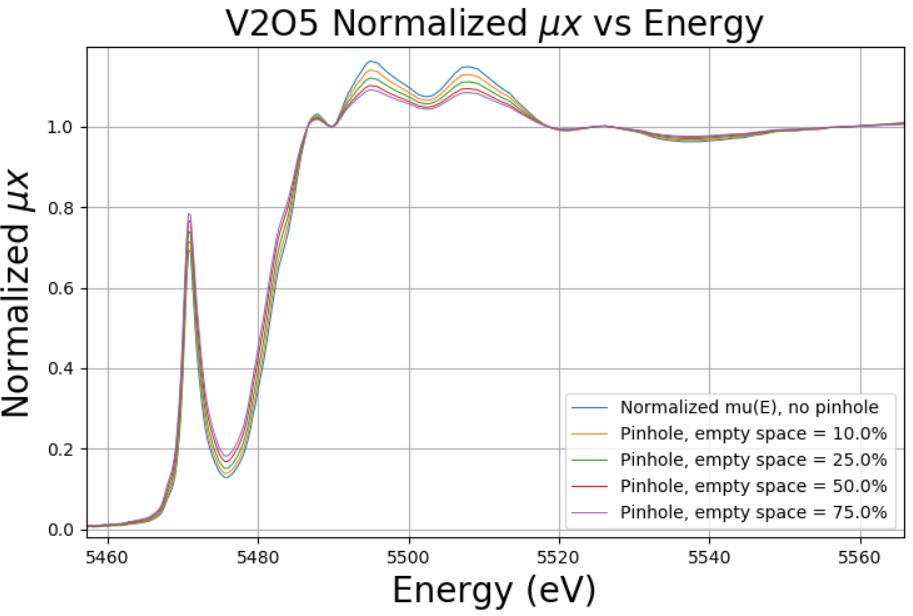 V2O5 Normalized μx vs Energy
Normalized μx
1.0
0.8
0.6
0.4
0.2
0.0
Normalized mu(E), no pinhole
Pinhole, empty space = 10.0%
Pinhole, empty space = 25.0%
Pinhole, empty space = 50.0%
Pinhole, empty space = 75.0%
5460 5480 5500 5520 5540 5560
Energy (eV)